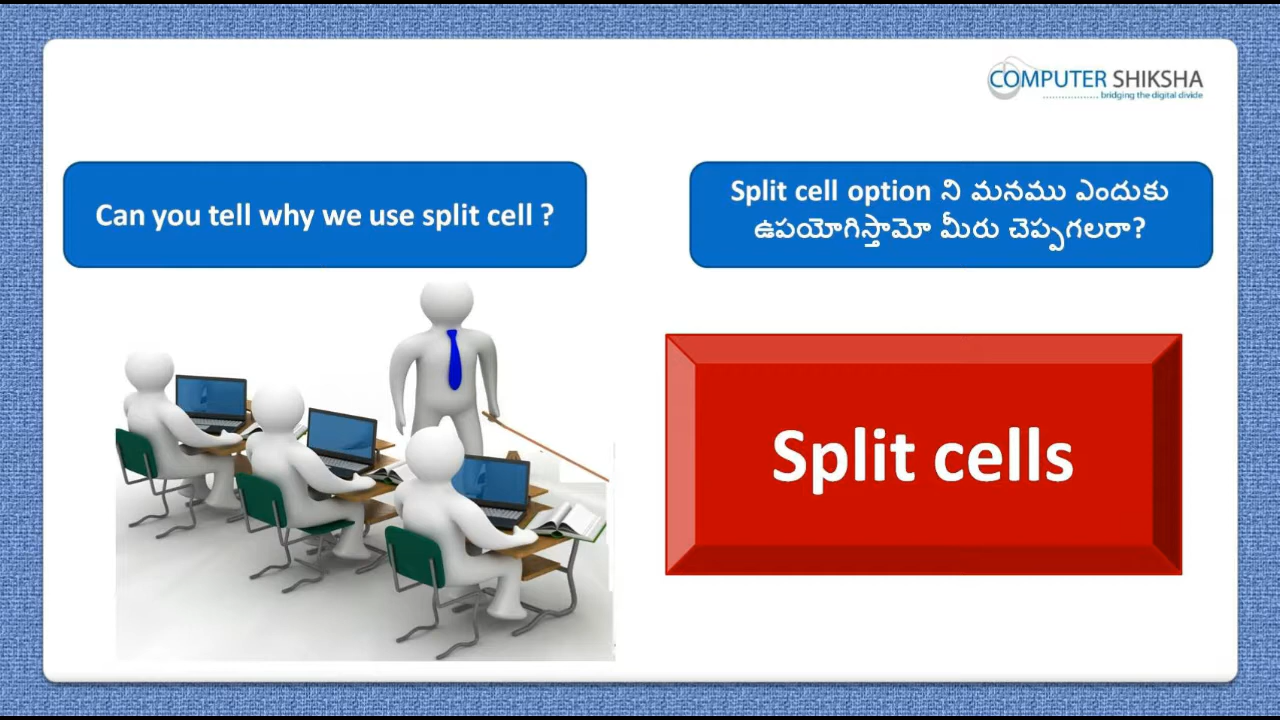 COMPUTER SHIKSHA
bridging the digital divide
Can you tell why we use split cell ?
Split cell option ని మనము ఎందుకు
ఉపయోగిస్తామో మీరు చెప్పగలరా?
Split cells